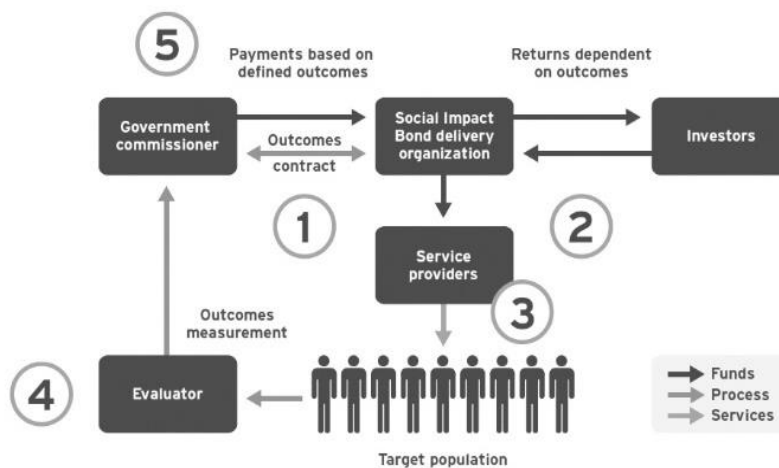 5
Payments based on
defined outcomes
Returns dependent
on outcomes
Government
commissioner
Outcomes
contract
Social Impact
Bond delivery
organization
Investors
1
2
Service
providers
3
Outcomes
measurement
4
Evaluator
Target population
Funds
Process
Services